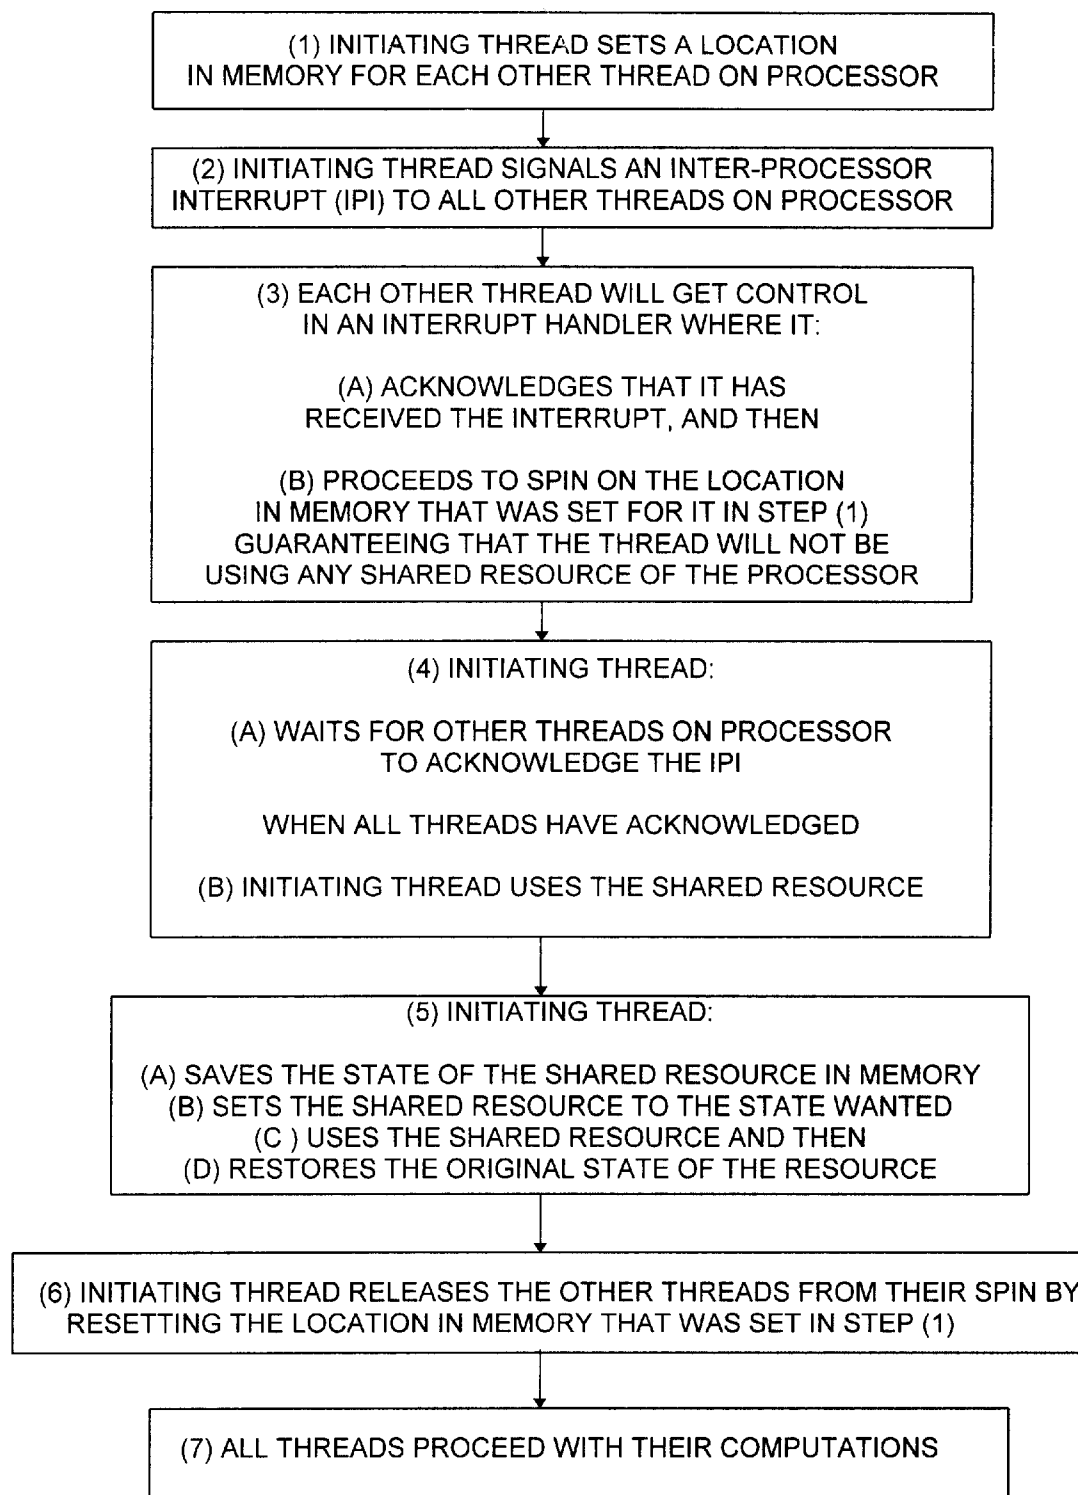 (1) INITIATING THREAD SETS A LOCATION
IN MEMORY FOR EACH OTHER THREAD ON PROCESSOR
(2) INITIATING THREAD SIGNALS AN INTER-PROCESSOR
INTERRUPT (IPI) TO ALL OTHER THREADS ON PROCESSOR
(3) EACH OTHER THREAD WILL GET CONTROL
IN AN INTERRUPT HANDLER WHERE IT:
(A) ACKNOWLEDGES THAT IT HAS
RECEIVED THE INTERRUPT, AND THEN
(B) PROCEEDS TO SPIN ON THE LOCATION
IN MEMORY THAT WAS SET FOR IT IN STEP (1)
GUARANTEEING THAT THE THREAD WILL NOT BE
USING ANY SHARED RESOURCE OF THE PROCESSOR
(4) INITIATING THREAD:
(A) WAITS FOR OTHER THREADS ON PROCESSOR
TO ACKNOWLEDGE THE IPI
WHEN ALL THREADS HAVE ACKNOWLEDGED
(B) INITIATING THREAD USES THE SHARED RESOURCE
(5) INITIATING THREAD:
(A) SAVES THE STATE OF THE SHARED RESOURCE IN MEMORY
(B) SETS THE SHARED RESOURCE TO THE STATE WANTED
(C ) USES THE SHARED RESOURCE AND THEN
(D) RESTORES THE ORIGINAL STATE OF THE RESOURCE
(6) INITIATING THREAD RELEASES THE OTHER THREADS FROM THEIR SPIN BY
RESETTING THE LOCATION IN MEMORY THAT WAS SET IN STEP (1)
(7) ALL THREADS PROCEED WITH THEIR COMPUTATIONS